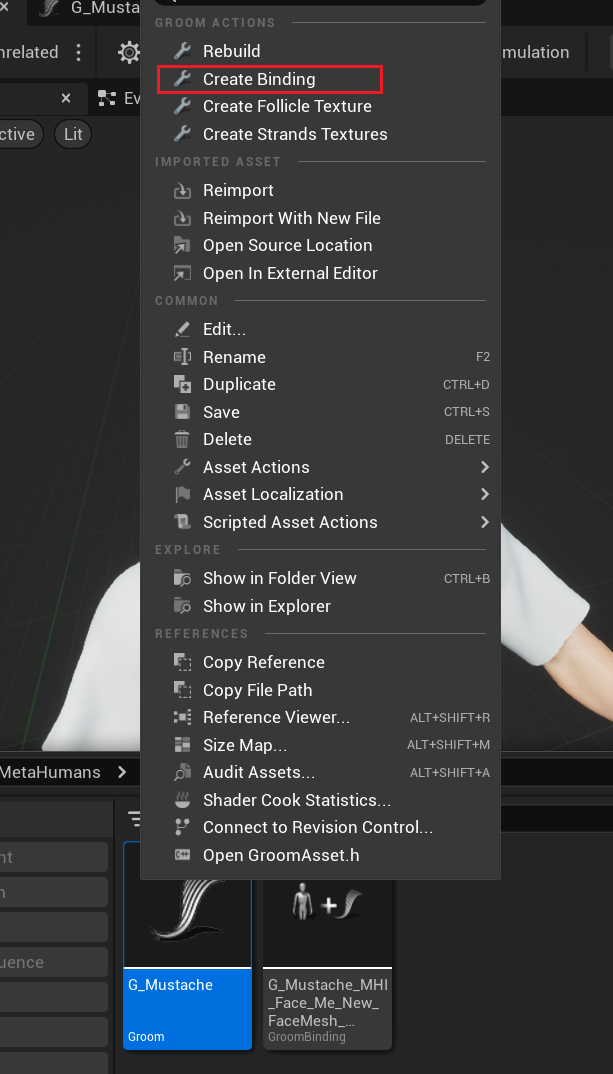 G_Musta
GROOM ACTIONS
nrelated
Rebuild
mulation
Create Binding
Ev
Create Follicle Texture
ctive
Lit
Create Strands Textures
IMPORTED ASSET
Reimport
Reimport With New File
Open Source Location
Open In External Editor
COMMON
Edit...
Rename F2
Duplicate CTRL+D
Save CTRL+S
Delete DELETE
Asset Actions
Asset Localization
Scripted Asset Actions
EXPLORE
Show in Folder View CTRL+B
Show in Explorer
REFERENCES
Copy Reference
Copy File Path
Reference Viewer... ALT+SHIFT+R
Size Map... ALT+SHIFT+M
MetaHumans
Audit Assets... ALT+SHIFT+A
Shader Cook Statistics...
Connect to Revision Control...
Open GroomAsset.h
nt
n
uence
G_Mustache
Groom
G_Mustache_MHI
_Face_Me_New_
FaceMesh_...
GroomBinding